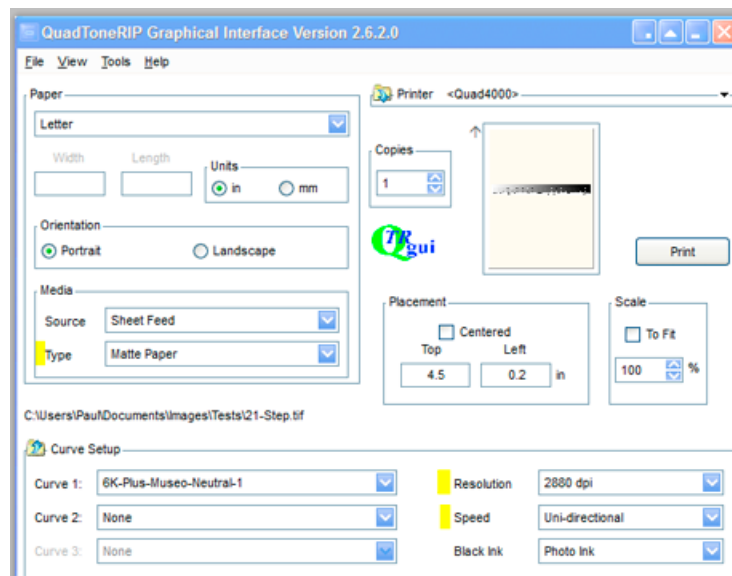 QuadToneRIP Graphical Interface Version 2.6.2.0
File View Tools Help
Paper
Letter
Width Length
Units
in mm
Orientation
Portrait Landscape
Media
Source Sheet Feed
Type Matte Paper
Printer <Quad4000>
Copies
1
QTRgui
Print
Placement
Centered
Top Left
4.5 0.2 in
Scale
To Fit
100 %
C:\Users\Paul\Documents\Images\Tests\21-Step.tif
Curve Setup
Curve 1: 6K-Plus-Museo-Neutral-1 Resolution 2880 dpi
Curve 2: None Speed Uni-directional
Curve 3: None Black Ink Photo Ink